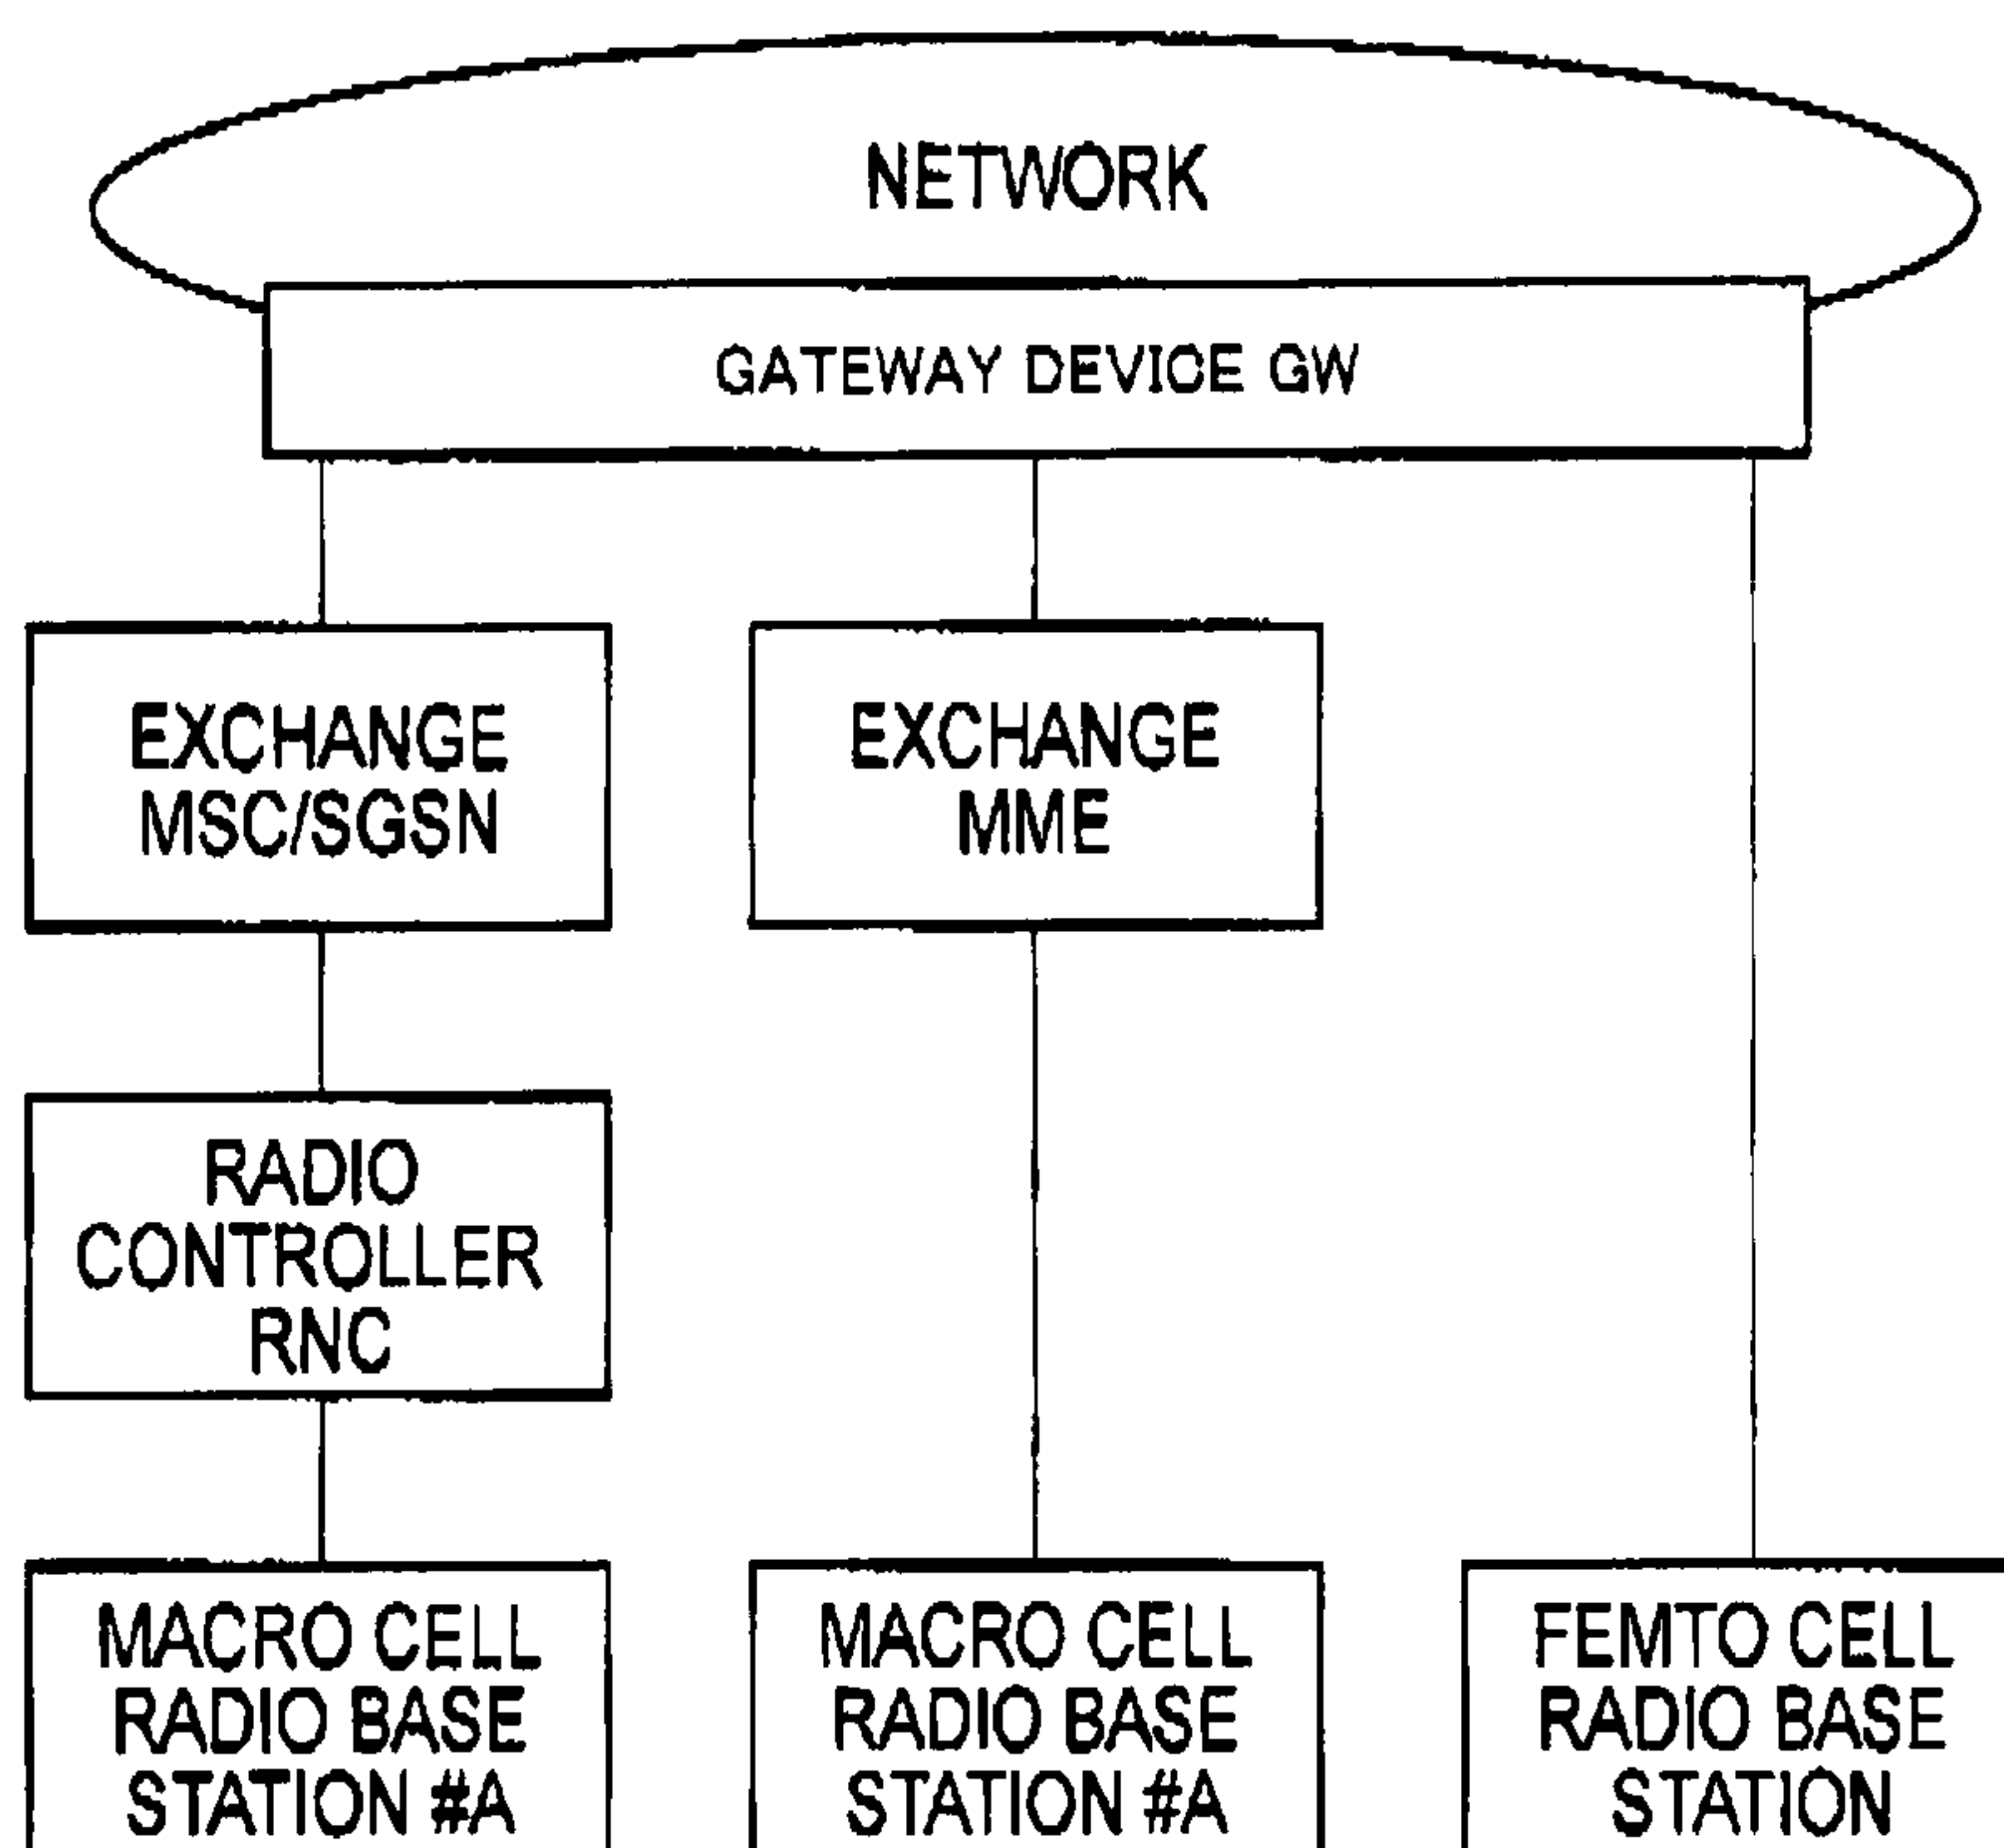 NETWORK
GATEWAY DEVICE GW
EXCHANGE
MSC/SGSN
EXCHANGE
MME
RADIO
CONTROLLER
RNC
MACRO CELL
RADIO BASE
STATION #A
MACRO CELL
RADIO BASE
STATION #A
FEMTO CELL
RADIO BASE
STATION